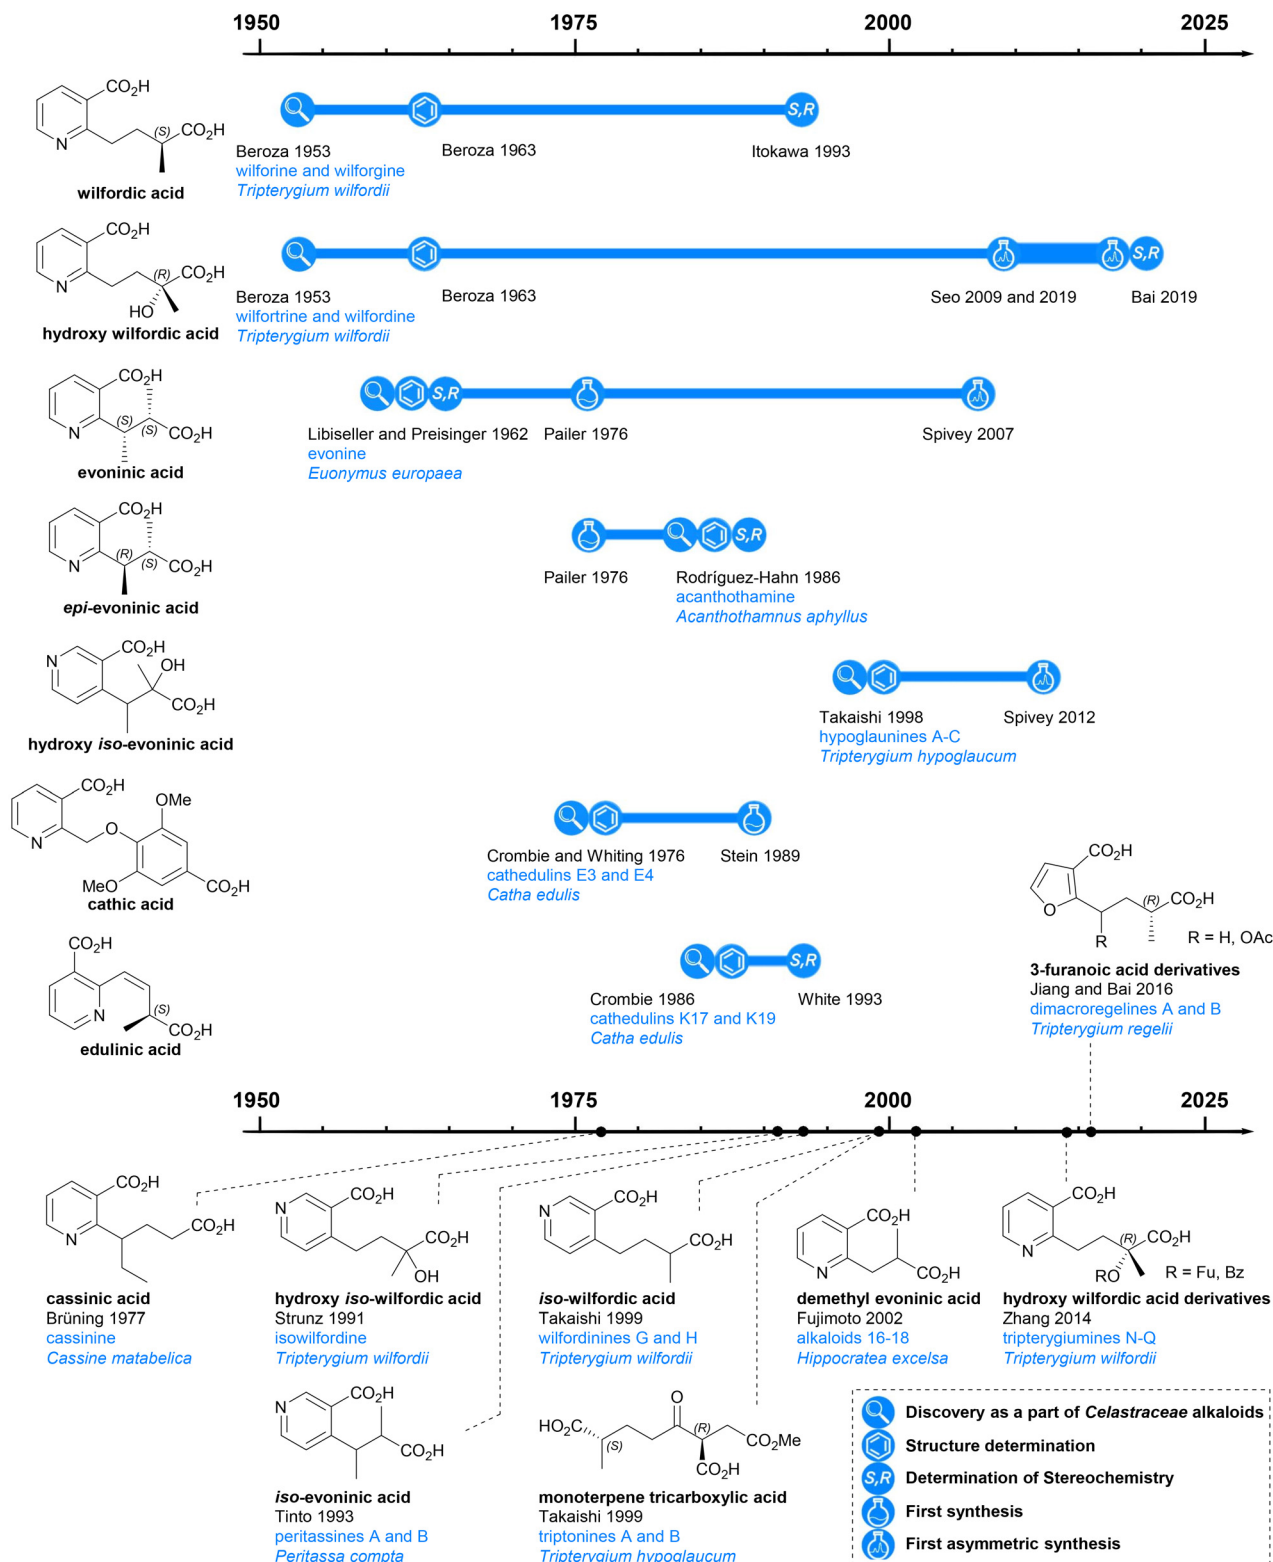 1950 1975 2000 2025
CO₂H
(S)
CO₂H
N
wilfordic acid
S,R
Beroza 1953
Beroza 1963
Itokawa 1993
wilforine and wilforgine
Tripterygium wilfordii
CO₂H
(R)
CO₂H
N
HO
hydroxy wilfordic acid
S,R
Beroza 1953
Beroza 1963
Seo 2009 and 2019
Bai 2019
wilfortrine and wilfordine
Tripterygium wilfordii
CO₂H
(S)
(S)
N
CO₂H
evoninic acid
S,R
Libiseller and Preisinger 1962
Pailer 1976
Spivey 2007
evonine
Euonymus europaea
CO₂H
(R)
(S)
N
CO₂H
epi-evoninic acid
S,R
Pailer 1976
Rodríguez-Hahn 1986
acanthothamine
Acanthothamnus aphyllus
CO₂H
N
OH
CO₂H
hydroxy iso-evoninic acid
Takaishi 1998
Spivey 2012
hypoglaunines A-C
Tripterygium hypoglaucum
CO₂H
OMe
O
N
MeO
CO₂H
cathic acid
Crombie and Whiting 1976
Stein 1989
cathedulins E3 and E4
Catha edulis
CO₂H
(S)
N
CO₂H
edulinic acid
S,R
Crombie 1986
White 1993
cathedulins K17 and K19
Catha edulis
CO₂H
(R)
CO₂H
O
R
R = H, OAc
3-furanoic acid derivatives
Jiang and Bai 2016
dimacroregelines A and B
Tripterygium regelii
1950 1975 2000 2025
CO₂H
CO₂H
N
cassinic acid
Brüning 1977
cassinine
Cassine matabelica
N
CO₂H
CO₂H
OH
hydroxy iso-wilfordic acid
Strunz 1991
isowilfordine
Tripterygium wilfordii
N
CO₂H
CO₂H
iso-wilfordic acid
Takaishi 1999
wilfordinines G and H
Tripterygium wilfordii
CO₂H
N
CO₂H
demethyl evoninic acid
Fujimoto 2002
alkaloids 16-18
Hippocratea excelsa
CO₂H
(R)
CO₂H
N
RO
R = Fu, Bz
hydroxy wilfordic acid derivatives
Zhang 2014
tripterygiumines N-Q
Tripterygium wilfordii
N
CO₂H
CO₂H
iso-evoninic acid
Tinto 1993
peritassines A and B
Peritassa compta
O
HO₂C
(S)
(R)
CO₂Me
CO₂H
monoterpene tricarboxylic acid
Takaishi 1999
triptonines A and B
Tripterygium hypoglaucum
Discovery as a part of Celastraceae alkaloids
Structure determination
S,R Determination of Stereochemistry
First synthesis
First asymmetric synthesis